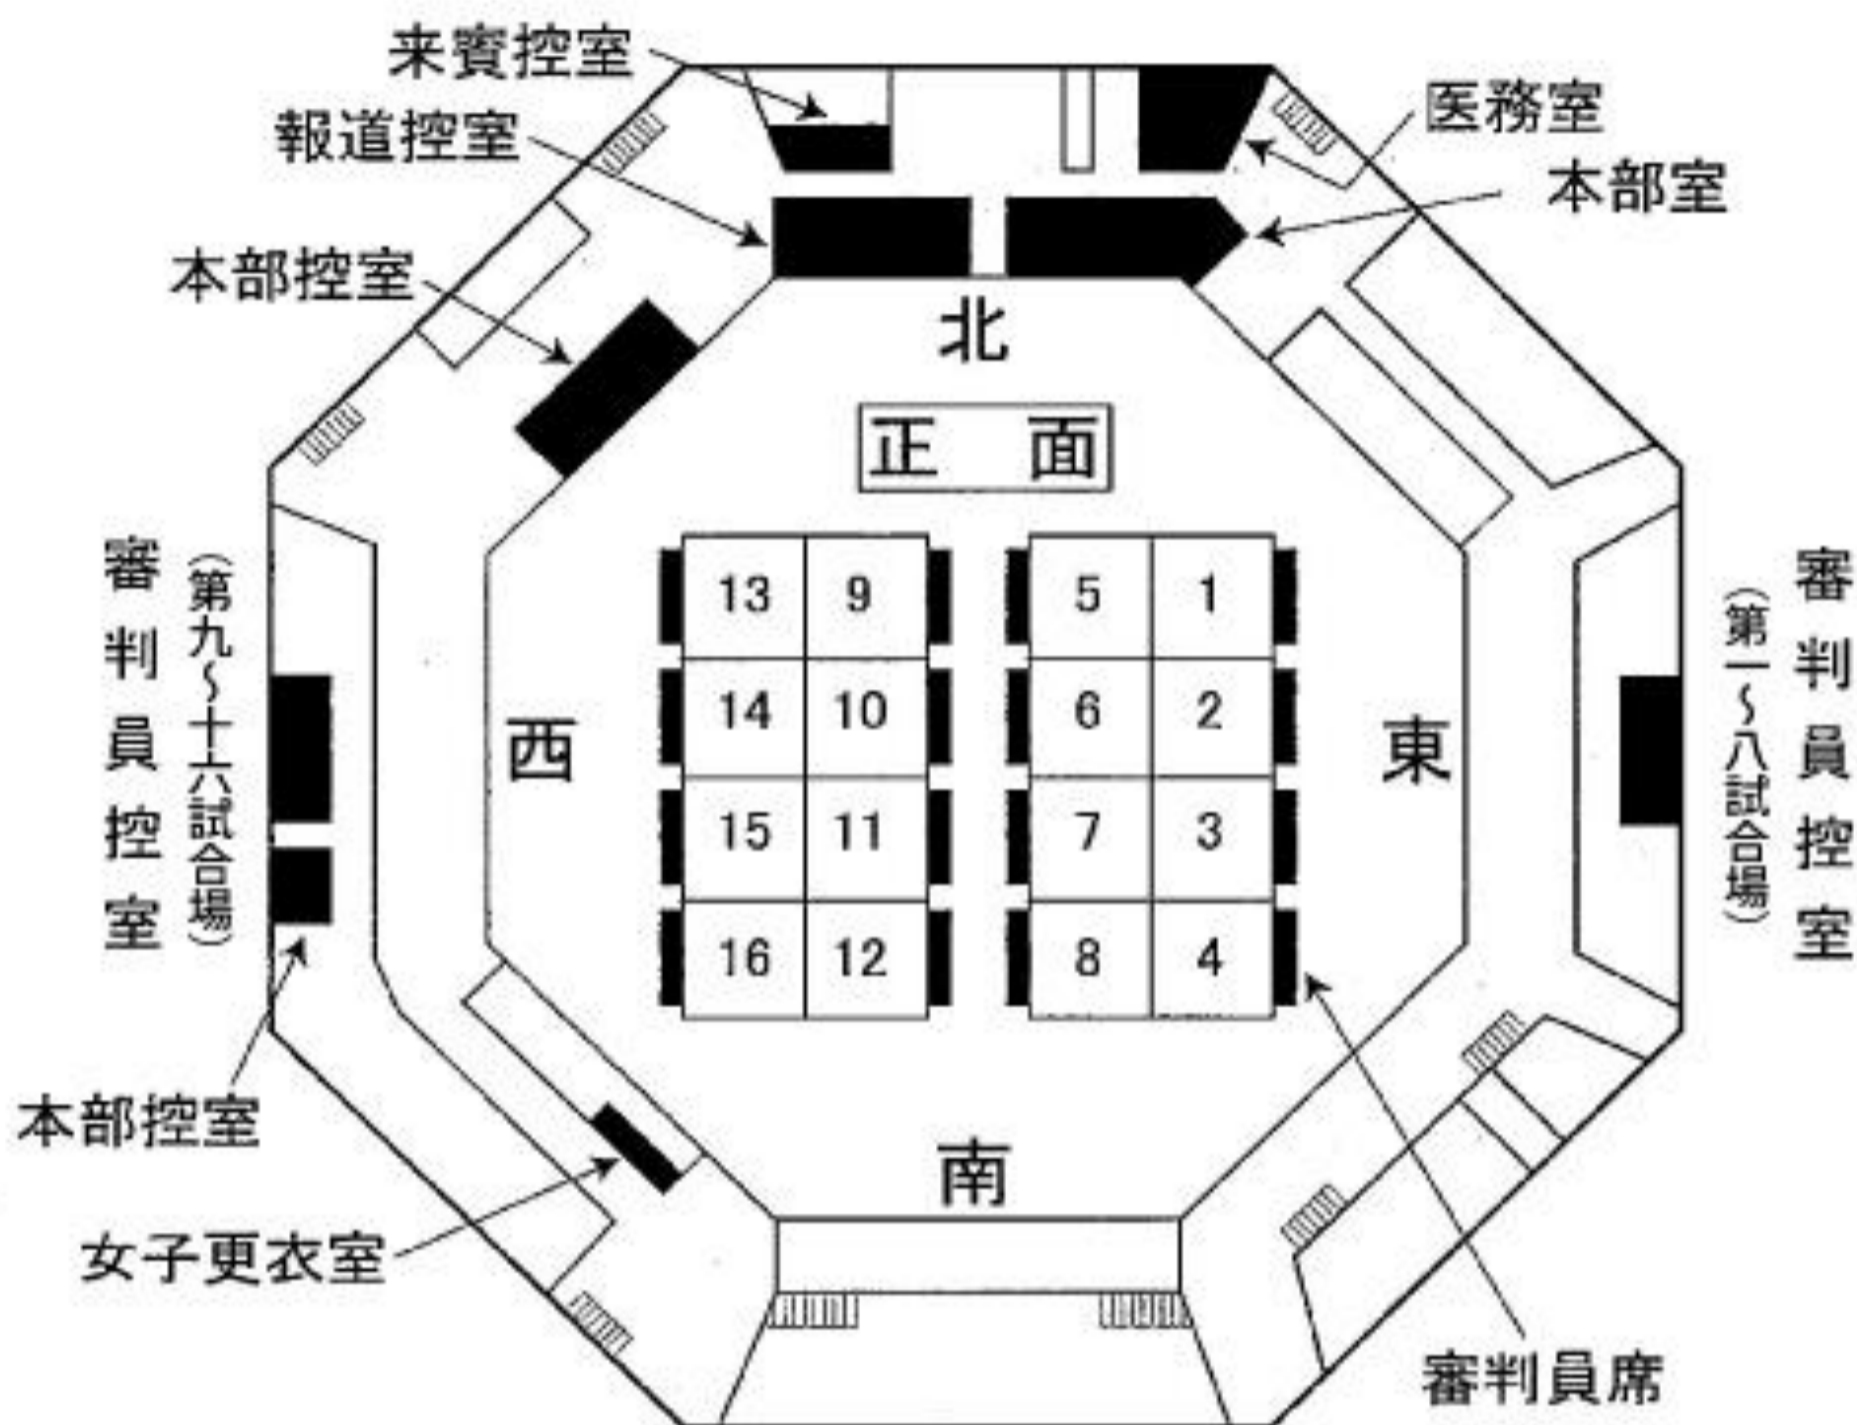 来賓控室
報道控室
医務室
本部室
本部控室
北
正 面
審判員控室
（第九〜十六試合場）
13 9 5 1
14 10 6 2
15 11 7 3
16 12 8 4
西
東
審判員控室
（第一〜八試合場）
本部控室
南
女子更衣室
審判員席